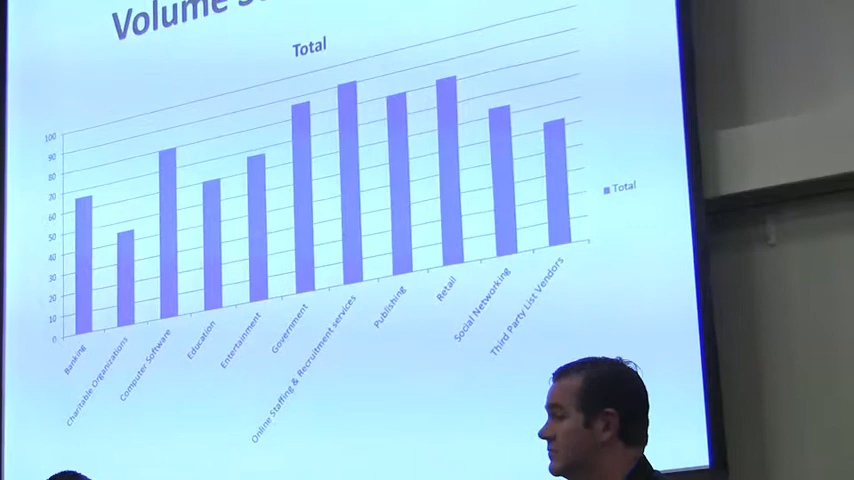 Volume
Total
100
90
80
70
60
50
40
30
20
10
0
Total
Banking
Charitable Organizations
Computer Software
Education
Entertainment
Government
Online Staffing & Recruitment services
Publishing
Retail
Social Networking
Third Party List Vendors